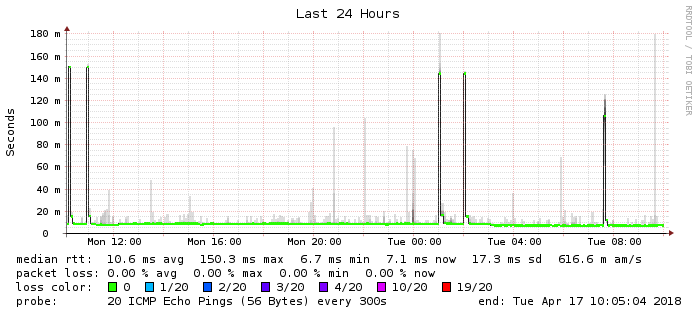 Last 24 Hours
RRDTOOL / TOBI OETIKER
Seconds
180 m
160 m
140 m
120 m
100 m
80 m
60 m
40 m
20 m
0
Mon 12:00 Mon 16:00 Mon 20:00 Tue 00:00 Tue 04:00 Tue 08:00
median rtt: 10.6 ms avg 150.3 ms max 6.7 ms min 7.1 ms now 17.3 ms sd 616.6 m am/s
packet loss: 0.00 % avg 0.00 % max 0.00 % min 0.00 % now
loss color: 0 1/20 2/20 3/20 4/20 10/20 19/20
probe: 20 ICMP Echo Pings (56 Bytes) every 300s end: Tue Apr 17 10:05:04 2018